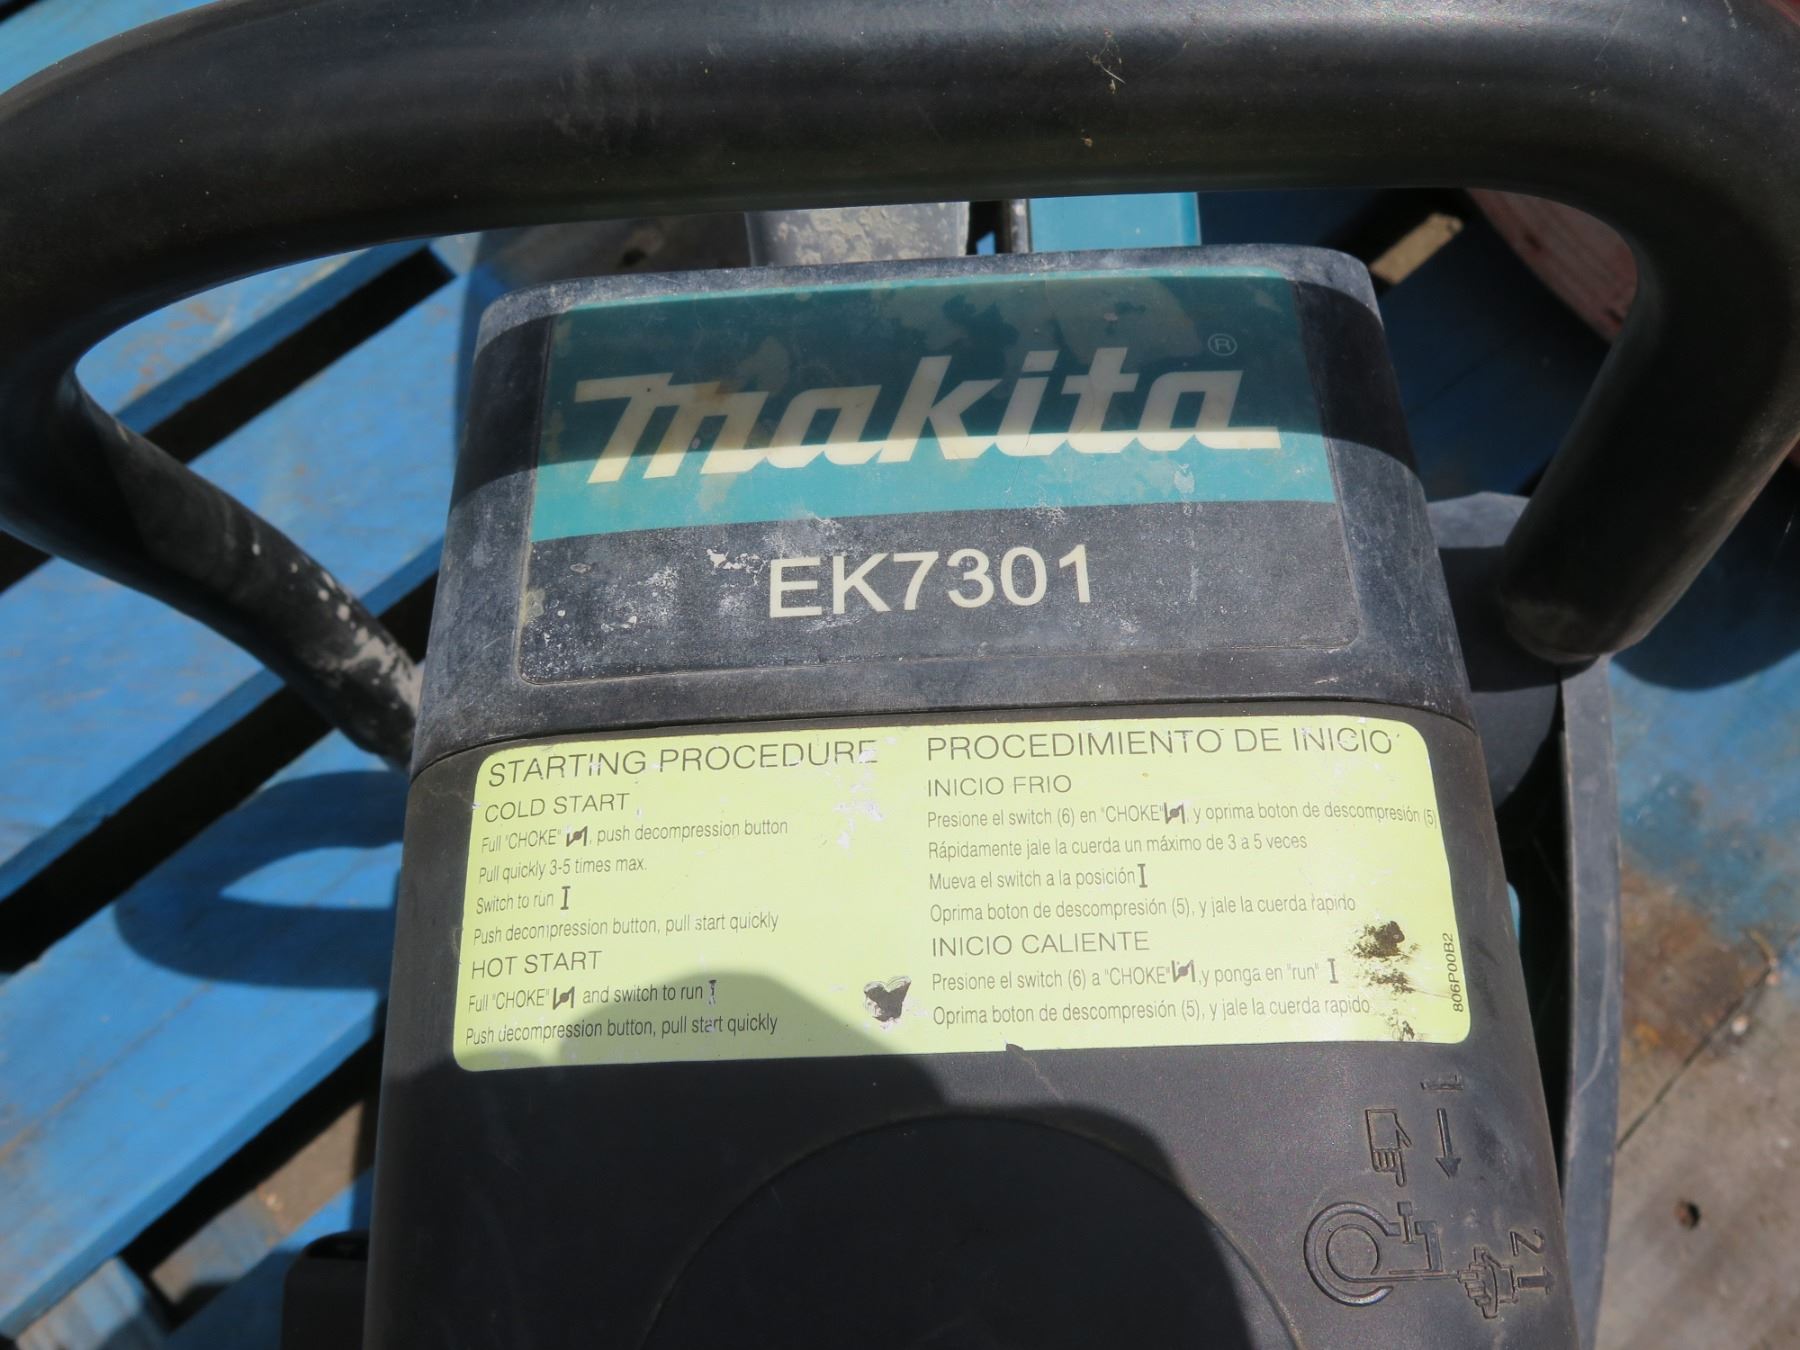 makita®
EK7301
STARTING PROCEDURE
COLD START
Full "CHOKE", push decompression button
Pull quickly 3-5 times max.
Switch to run I
Push decompression button, pull start quickly
HOT START
Full "CHOKE" and switch to run I
Push decompression button, pull start quickly
PROCEDIMIENTO DE INICIO
INICIO FRIO
Presione el switch (6) en "CHOKE", y oprima boton de descompresión (5)
Rápidamente jale la cuerda un máximo de 3 a 5 veces
Mueva el switch a la posición I
Oprima boton de descompresión (5), y jale la cuerda rapido
INICIO CALIENTE
Presione el switch (6) a "CHOKE", y ponga en "run" I
Oprima boton de descompresión (5), y jale la cuerda rapido
806P00B2
1
2